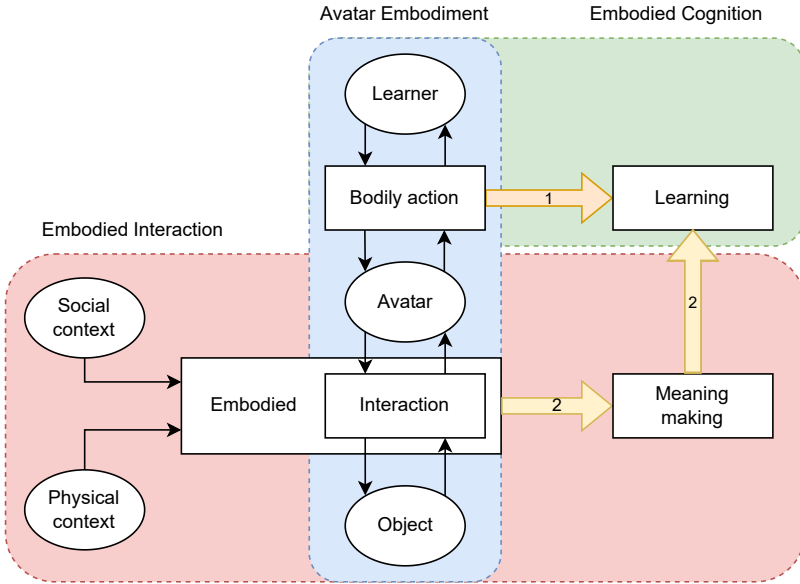 Avatar Embodiment
Embodied Cognition
Learner
Bodily action
1
Learning
Embodied Interaction
Social
context
Avatar
2
Embodied
Interaction
2
Meaning
making
Physical
context
Object